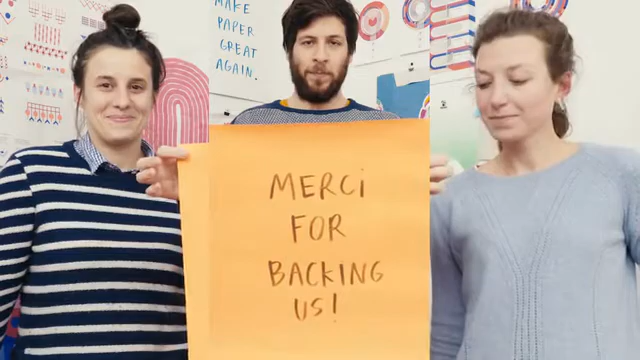 MAKE
PAPER
GREAT
AGAIN.
MERCi
FOR
BACKING
US!